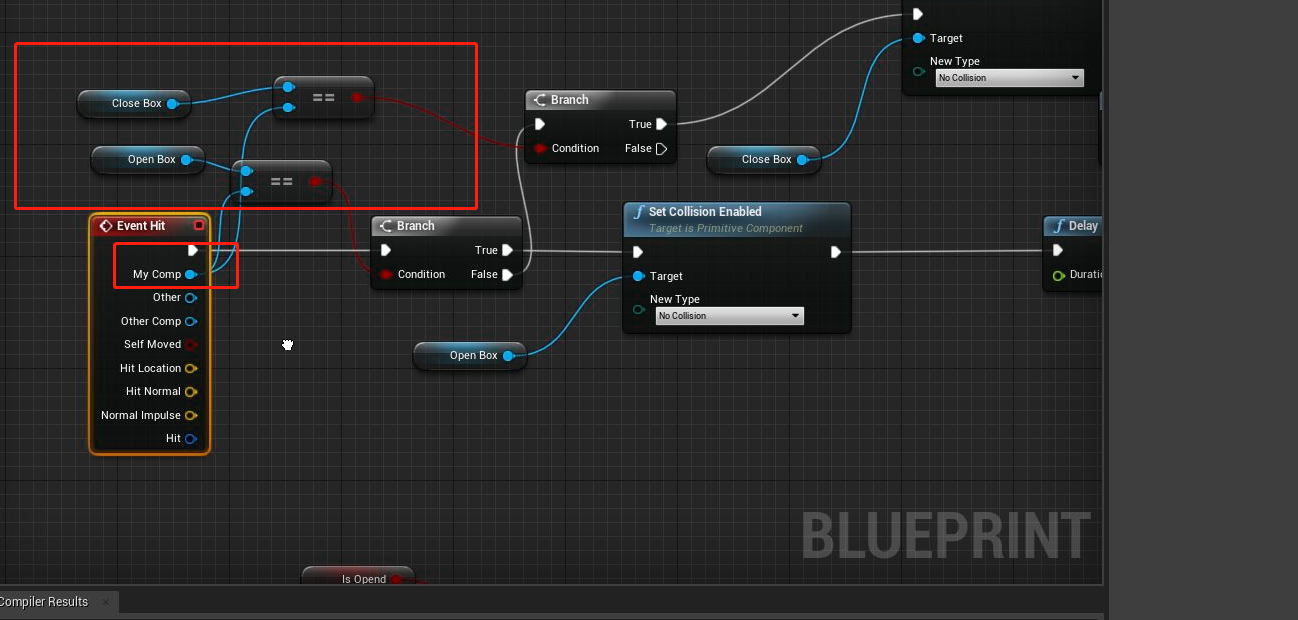 Target
New Type
No Collision
Close Box
==
Branch
True
Condition
False
Open Box
==
Close Box
Event Hit
Branch
Set Collision Enabled
Target is Primitive Component
Delay
True
My Comp
Condition
False
Target
Other
New Type
Other Comp
No Collision
Self Moved
Open Box
Hit Location
Hit Normal
Normal Impulse
Hit
BLUEPRINT
Is Opend
Compiler Results